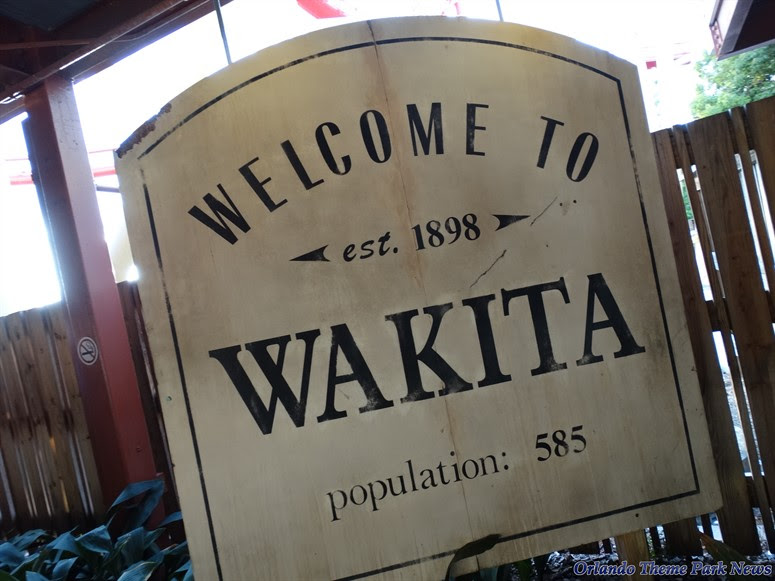 WELCOME TO
est. 1898
WAKITA
population: 585
Orlando Theme Park News